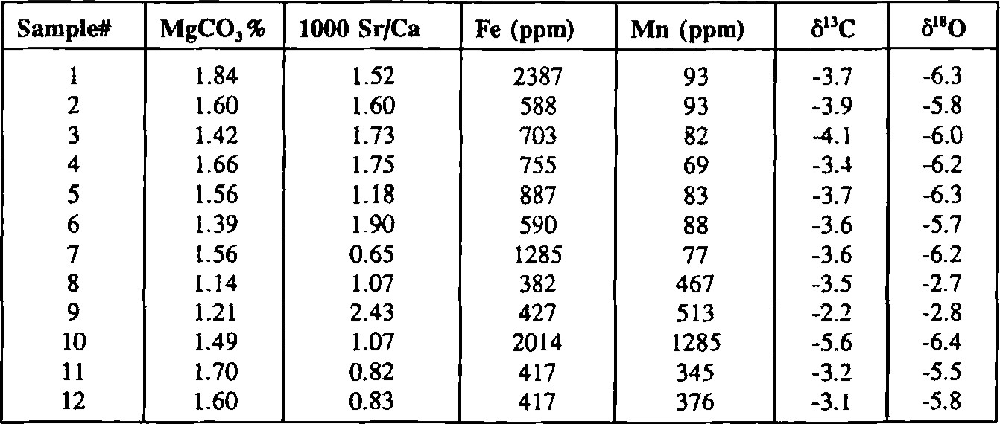 Sample# MgCO₃% 1000 Sr/Ca Fe (ppm) Mn (ppm) δ¹³C δ¹⁸O
1 1.84 1.52 2387 93 -3.7 -6.3
2 1.60 1.60 588 93 -3.9 -5.8
3 1.42 1.73 703 82 -4.1 -6.0
4 1.66 1.75 755 69 -3.4 -6.2
5 1.56 1.18 887 83 -3.7 -6.3
6 1.39 1.90 590 88 -3.6 -5.7
7 1.56 0.65 1285 77 -3.6 -6.2
8 1.14 1.07 382 467 -3.5 -2.7
9 1.21 2.43 427 513 -2.2 -2.8
10 1.49 1.07 2014 1285 -5.6 -6.4
11 1.70 0.82 417 345 -3.2 -5.5
12 1.60 0.83 417 376 -3.1 -5.8